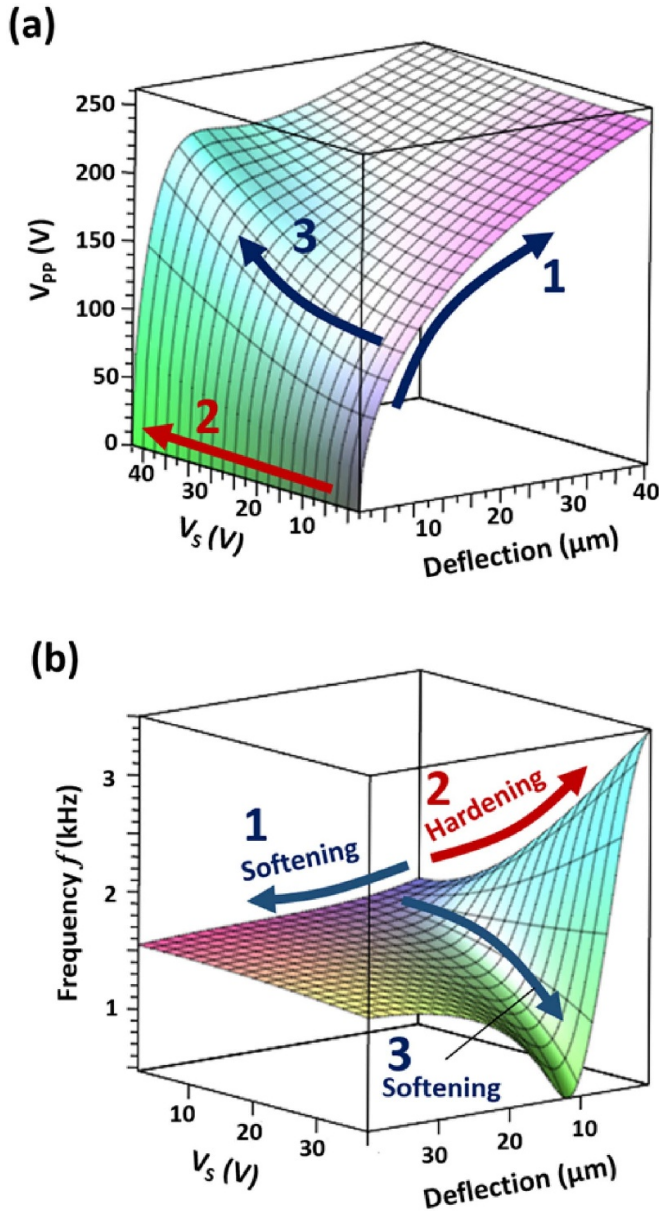 (a)
250
200
150
100
50
0
V_PP (V)
3
1
2
40
30
20
10
V_S (V)
10
20
30
40
Deflection (µm)
(b)
3
2
1
Frequency f (kHz)
2
Hardening
1
Softening
3
Softening
10
20
30
V_S (V)
30
20
10
Deflection (µm)